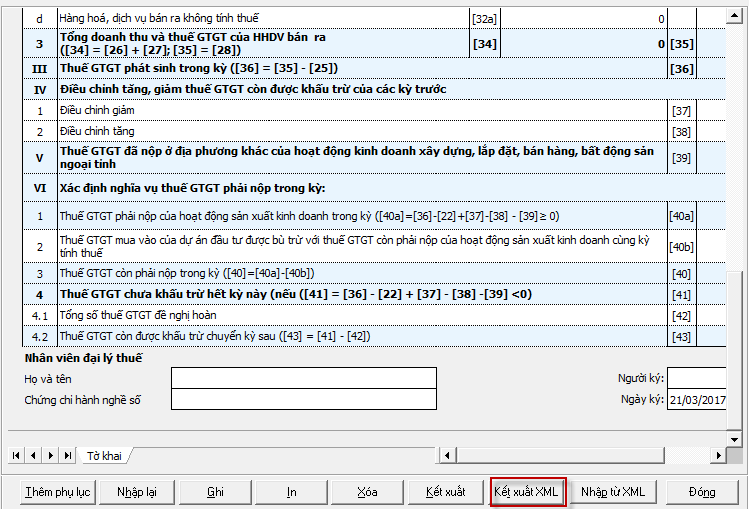 d Hàng hoá, dịch vụ bán ra không tính thuế [32a] 0
3 Tổng doanh thu và thuế GTGT của HHDV bán ra
([34] = [26] + [27]; [35] = [28]) [34] 0 [35]
III Thuế GTGT phát sinh trong kỳ ([36] = [35] - [25]) [36]
IV Điều chỉnh tăng, giảm thuế GTGT còn được khấu trừ của các kỳ trước
1 Điều chỉnh giảm [37]
2 Điều chỉnh tăng [38]
V Thuế GTGT đã nộp ở địa phương khác của hoạt động kinh doanh xây dựng, lắp đặt, bán hàng, bất động sản
ngoại tỉnh [39]
VI Xác định nghĩa vụ thuế GTGT phải nộp trong kỳ:
1 Thuế GTGT phải nộp của hoạt động sản xuất kinh doanh trong kỳ ([40a]=[36]-[22]+[37]-[38] - [39]≥ 0) [40a]
2 Thuế GTGT mua vào của dự án đầu tư được bù trừ với thuế GTGT còn phải nộp của hoạt động sản xuất kinh doanh cùng kỳ
tính thuế [40b]
3 Thuế GTGT còn phải nộp trong kỳ ([40]=[40a]-[40b]) [40]
4 Thuế GTGT chưa khấu trừ hết kỳ này (nếu ([41] = [36] - [22] + [37] - [38] -[39] <0) [41]
4.1 Tổng số thuế GTGT đề nghị hoàn [42]
4.2 Thuế GTGT còn được khấu trừ chuyển kỳ sau ([43] = [41] - [42]) [43]
Nhân viên đại lý thuế
Họ và tên Người ký:
Chứng chỉ hành nghề số Ngày ký: 21/03/2017
Tờ khai
Thêm phụ lục Nhập lại Ghi In Xóa Kết xuất Kết xuất XML Nhập từ XML Đóng